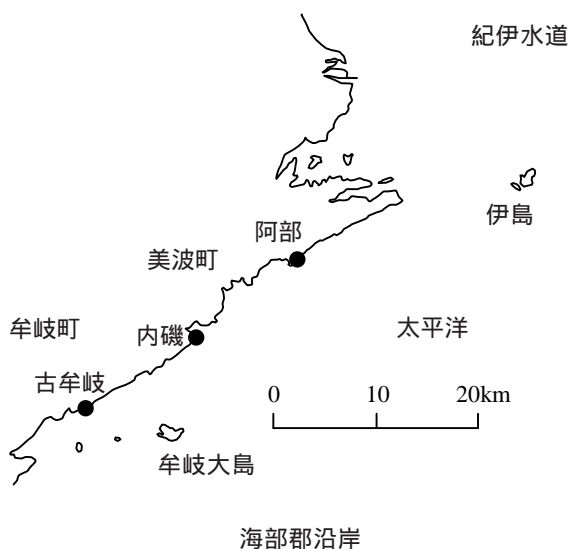 紀伊水道
伊島
阿部
美波町
牟岐町
内磯
太平洋
古牟岐
0 10 20km
牟岐大島
海部郡沿岸